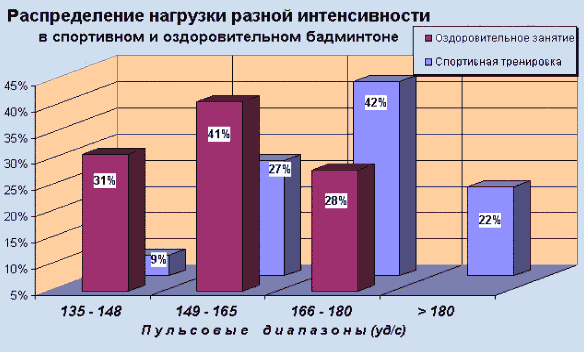 Распределение нагрузки разной интенсивности
в спортивном и оздоровительном бадминтоне
Оздоровительное занятие
Спортивная тренировка
45%
40%
35%
30%
25%
20%
15%
10%
5%
31%
9%
41%
27%
28%
42%
22%
135 - 148 149 - 165 166 - 180 > 180
Пульсовые диапазоны (уд/с)